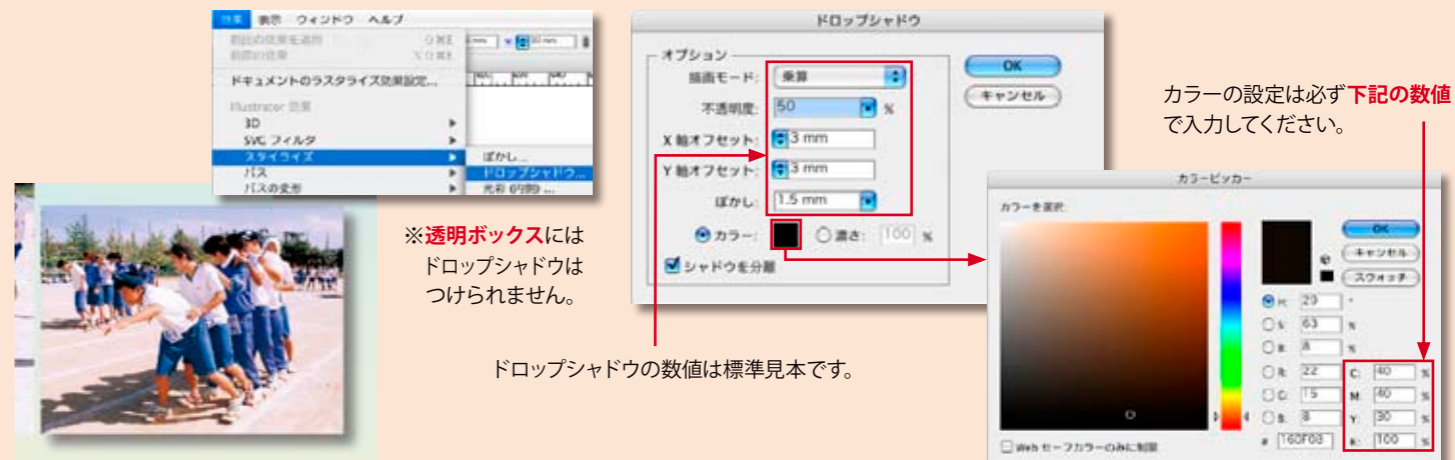 効果 表示 ウィンドウ ヘルプ
ドキュメントのラスタライズ効果設定...
Illustrator 効果
3D
SVG フィルタ
スタイライズ
パス
パスの変形
ぼかし...
ドロップシャドウ...
光彩 (内側) ...
※透明ボックスには
ドロップシャドウは
つけられません。
ドロップシャドウ
オプション
描画モード: 乗算
不透明度: 50 %
X 軸オフセット: 3 mm
Y 軸オフセット: 3 mm
ぼかし: 1.5 mm
カラー: 濃さ: 100 %
シャドウを分離
OK
キャンセル
ドロップシャドウの数値は標準見本です。
カラーの設定は必ず下記の数値
で入力してください。
カラーピッカー
カラーを選択
OK
キャンセル
スウォッチ
H: 29 °
S: 63 %
B: 8 %
R: 22 C: 40 %
G: 15 M: 40 %
B: 8 Y: 30 %
# 160F08 K: 100 %
Web セーフカラーのみに制限